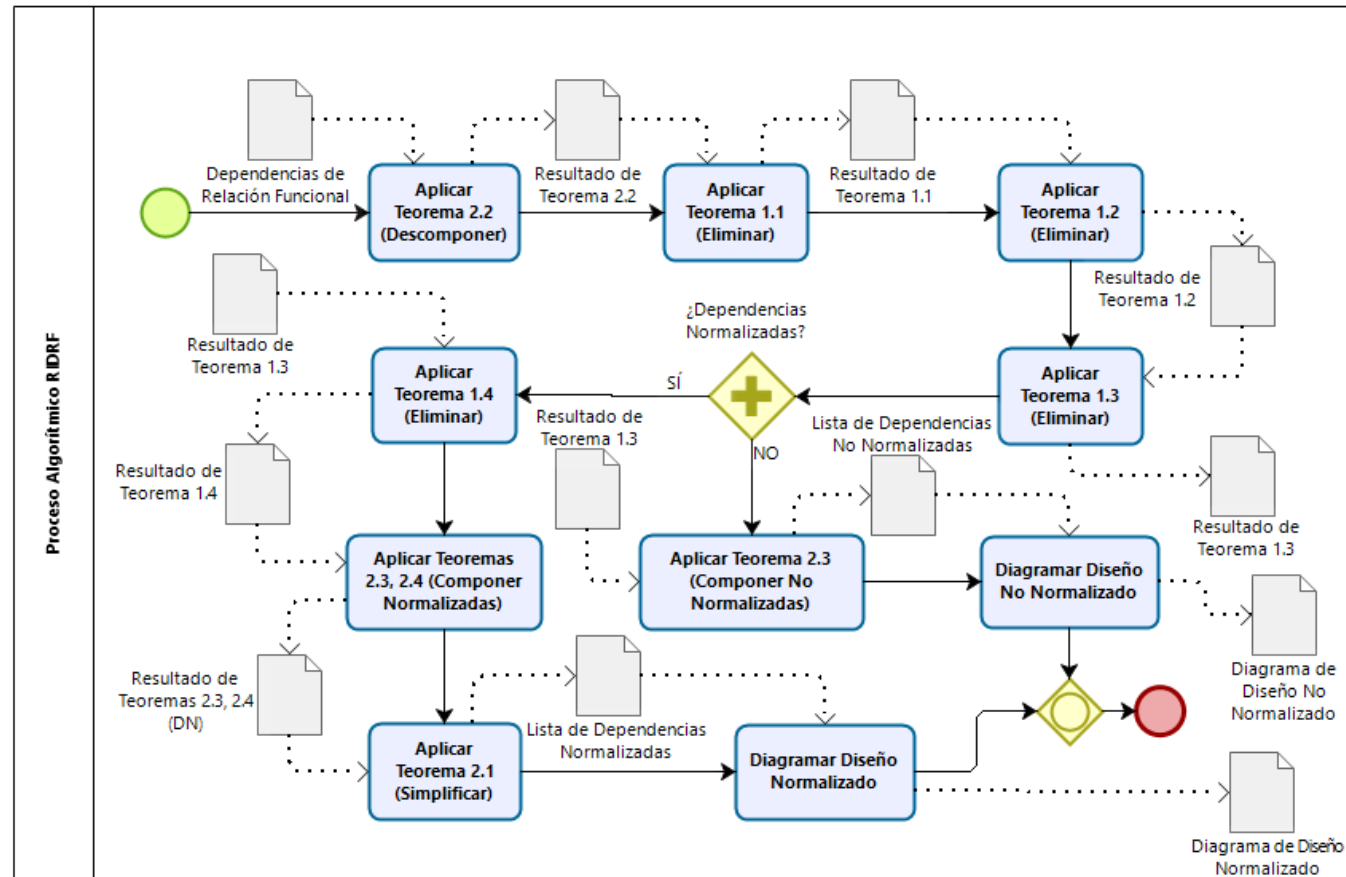 Proceso Algorítmico RIDRF
Dependencias de
Relación Funcional
Aplicar
Teorema 2.2
(Descomponer)
Resultado de
Teorema 2.2
Aplicar
Teorema 1.1
(Eliminar)
Resultado de
Teorema 1.1
Aplicar
Teorema 1.2
(Eliminar)
Resultado de
Teorema 1.2
Resultado de
Teorema 1.3
Aplicar
Teorema 1.4
(Eliminar)
SÍ
¿Dependencias
Normalizadas?
NO
Aplicar
Teorema 1.3
(Eliminar)
Resultado de
Teorema 1.3
Lista de Dependencias
No Normalizadas
Resultado de
Teorema 1.3
Resultado de
Teorema 1.4
Aplicar Teoremas
2.3, 2.4 (Componer
Normalizadas)
Aplicar Teorema 2.3
(Componer No
Normalizadas)
Diagramar Diseño
No Normalizado
Diagrama de
Diseño No
Normalizado
Resultado de
Teoremas 2.3, 2.4
(DN)
Aplicar
Teorema 2.1
(Simplificar)
Lista de Dependencias
Normalizadas
Diagramar Diseño
Normalizado
Diagrama de Diseño
Normalizado